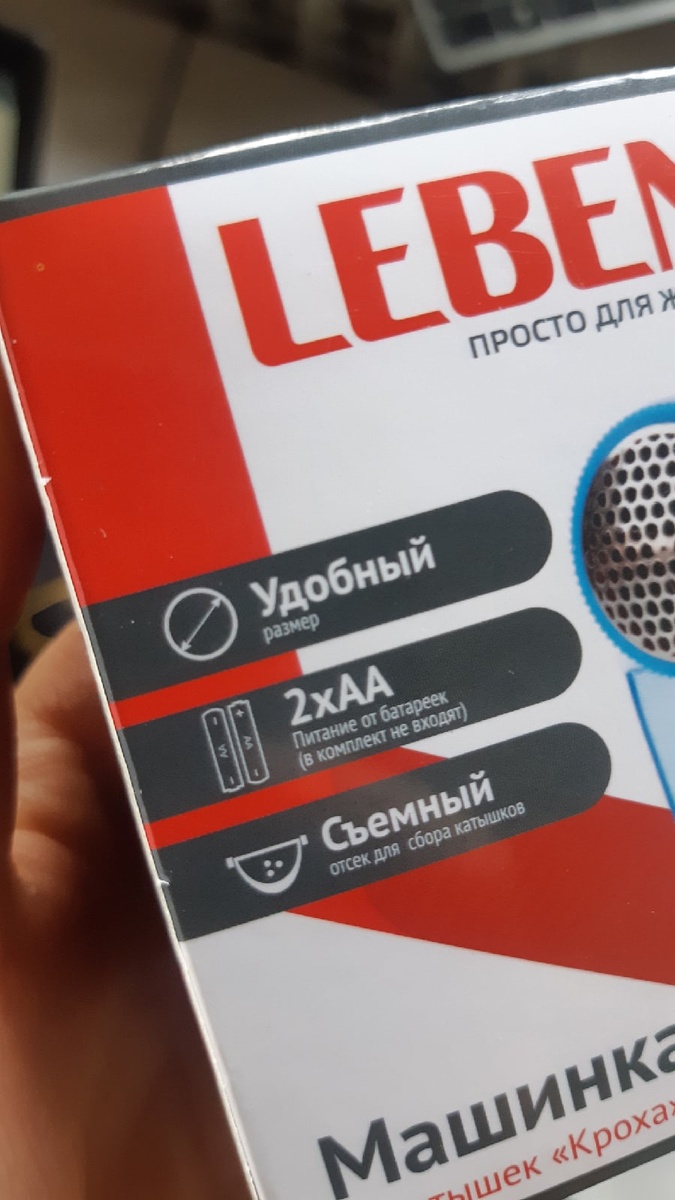 LEBEN
ПРОСТО ДЛЯ Ж
Удобный
размер
2xAA
Питание от батареек
(в комплект не входят)
Съемный
отсек для сбора катышков
Машинка
тышек «Кроха»